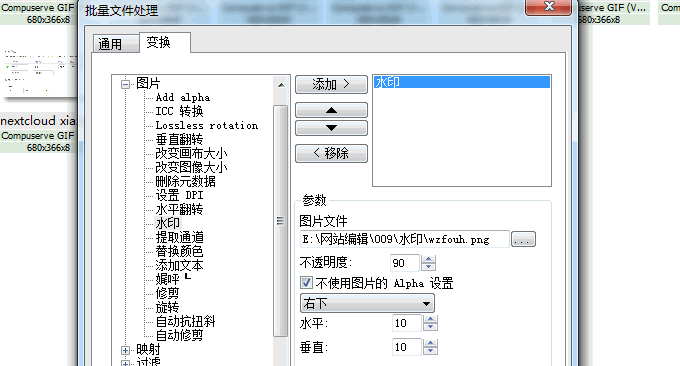 Compuserve GIF (V...
680x366x8
nextcloud xia
Compuserve GIF
680x366x8
批量文件处理
通用
变换
图片
Add alpha
ICC 转换
Lossless rotation
垂直翻转
改变画布大小
改变图像大小
删除元数据
设置 DPI
水平翻转
水印
提取通道
替换颜色
添加文本
娓呯┖
修剪
旋转
自动抗扭斜
自动修剪
映射
过滤
添加 >
< 移除
水印
参数
图片文件
E:\网站编辑\009\水印\wzfouh.png
...
不透明度:
90
不使用图片的 Alpha 设置
右下
水平:
10
垂直:
10
serve GIF (V...
680x366x8
Comp